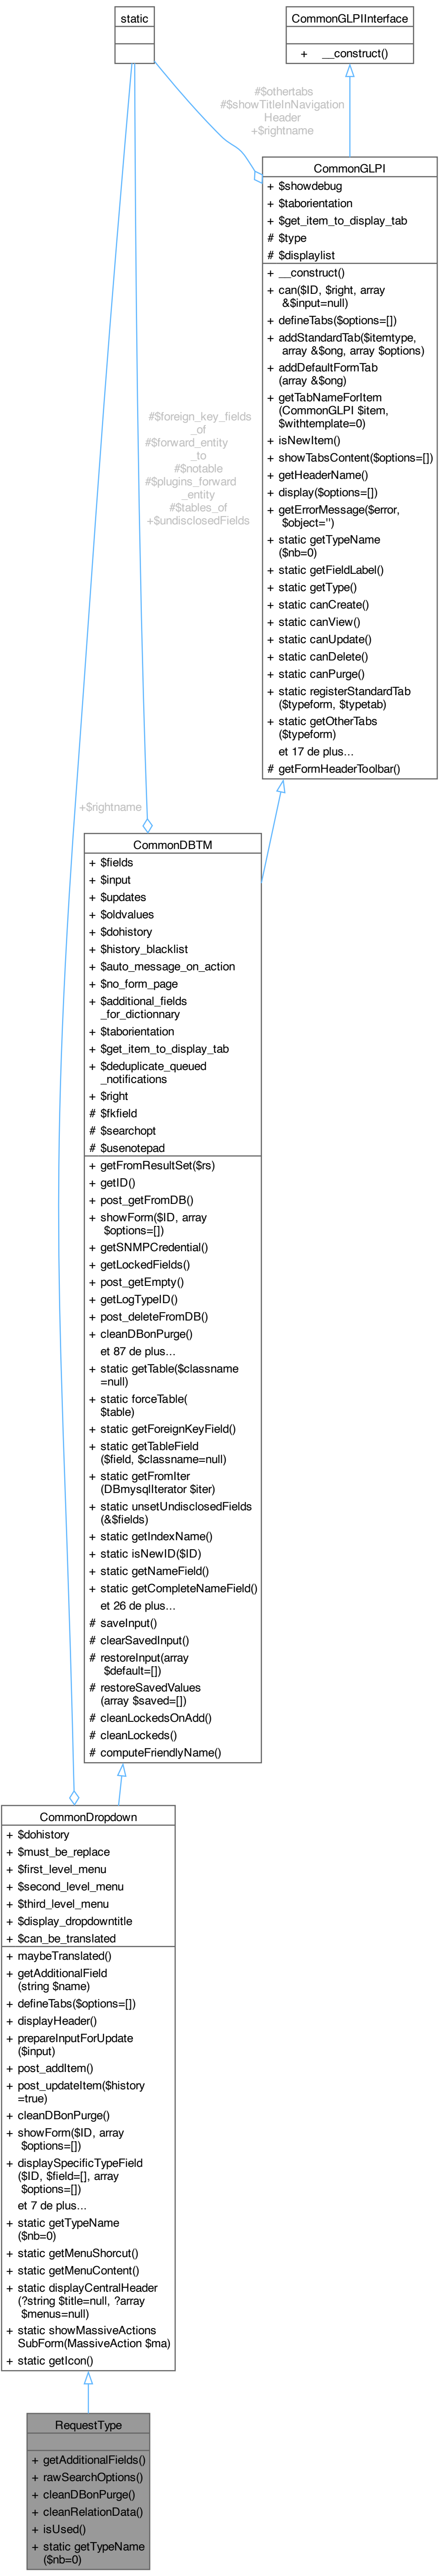 static
CommonGLPIInterface
+ __construct()
#$othertabs
#$showTitleInNavigation
Header
+$rightname
CommonGLPI
+ $showdebug
+ $taborientation
+ $get_item_to_display_tab
# $type
# $displaylist
+ __construct()
+ can($ID, $right, array
&$input=null)
+ defineTabs($options=[])
+ addStandardTab($itemtype,
array &$ong, array $options)
+ addDefaultFormTab
(array &$ong)
+ getTabNameForItem
(CommonGLPI $item,
$withtemplate=0)
+ isNewItem()
+ showTabsContent($options=[])
+ getHeaderName()
+ display($options=[])
+ getErrorMessage($error,
$object='')
+ static getTypeName
($nb=0)
+ static getFieldLabel()
+ static getType()
+ static canCreate()
+ static canView()
+ static canUpdate()
+ static canDelete()
+ static canPurge()
+ static registerStandardTab
($typeform, $typetab)
+ static getOtherTabs
($typeform)
et 17 de plus...
# getFormHeaderToolbar()
#$foreign_key_fields
_of
#$forward_entity
_to
#$notable
#$plugins_forward
_entity
#$tables_of
+$undisclosedFields
+$rightname
CommonDBTM
+ $fields
+ $input
+ $updates
+ $oldvalues
+ $dohistory
+ $history_blacklist
+ $auto_message_on_action
+ $no_form_page
+ $additional_fields
_for_dictionnary
+ $taborientation
+ $get_item_to_display_tab
+ $deduplicate_queued
_notifications
+ $right
# $fkfield
# $searchopt
# $usenotepad
+ getFromResultSet($rs)
+ getID()
+ post_getFromDB()
+ showForm($ID, array
$options=[])
+ getSNMPCredential()
+ getLockedFields()
+ post_getEmpty()
+ getLogTypeID()
+ post_deleteFromDB()
+ cleanDBonPurge()
et 87 de plus...
+ static getTable($classname
=null)
+ static forceTable(
$table)
+ static getForeignKeyField()
+ static getTableField
($field, $classname=null)
+ static getFromIter
(DBmysqlIterator $iter)
+ static unsetUndisclosedFields
(&$fields)
+ static getIndexName()
+ static isNewID($ID)
+ static getNameField()
+ static getCompleteNameField()
et 26 de plus...
# saveInput()
# clearSavedInput()
# restoreInput(array
$default=[])
# restoreSavedValues
(array $saved=[])
# cleanLockedsOnAdd()
# cleanLockeds()
# computeFriendlyName()
CommonDropdown
+ $dohistory
+ $must_be_replace
+ $first_level_menu
+ $second_level_menu
+ $third_level_menu
+ $display_dropdowntitle
+ $can_be_translated
+ maybeTranslated()
+ getAdditionalField
(string $name)
+ defineTabs($options=[])
+ displayHeader()
+ prepareInputForUpdate
($input)
+ post_addItem()
+ post_updateItem($history
=true)
+ cleanDBonPurge()
+ showForm($ID, array
$options=[])
+ displaySpecificTypeField
($ID, $field=[], array
$options=[])
et 7 de plus...
+ static getTypeName
($nb=0)
+ static getMenuShorcut()
+ static getMenuContent()
+ static displayCentralHeader
(?string $title=null, ?array
$menus=null)
+ static showMassiveActions
SubForm(MassiveAction $ma)
+ static getIcon()
RequestType
+ getAdditionalFields()
+ rawSearchOptions()
+ cleanDBonPurge()
+ cleanRelationData()
+ isUsed()
+ static getTypeName
($nb=0)